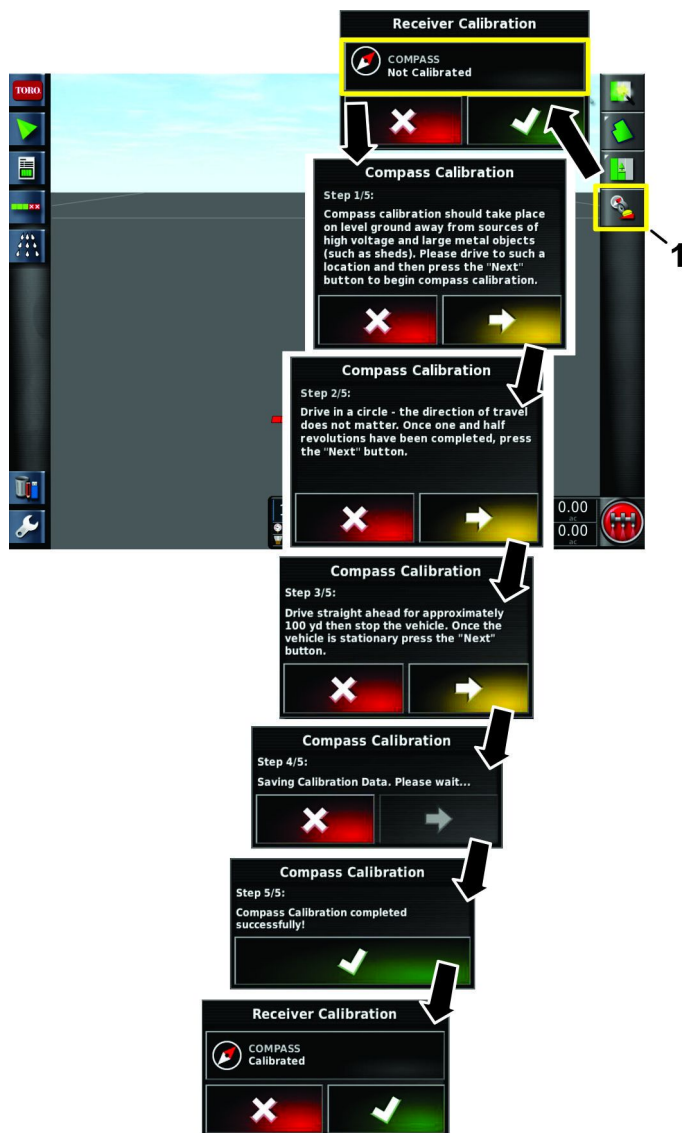 Receiver Calibration
COMPASS
Not Calibrated
TORO
1
Compass Calibration
Step 1/5:
Compass calibration should take place
on level ground away from sources of
high voltage and large metal objects
(such as sheds). Please drive to such a
location and then press the "Next"
button to begin compass calibration.
Compass Calibration
Step 2/5:
Drive in a circle - the direction of travel
does not matter. Once one and half
revolutions have been completed, press
the "Next" button.
0.00
ac
0.00
ac
Compass Calibration
Step 3/5:
Drive straight ahead for approximately
100 yd then stop the vehicle. Once the
vehicle is stationary press the "Next"
button.
Compass Calibration
Step 4/5:
Saving Calibration Data. Please wait...
Compass Calibration
Step 5/5:
Compass Calibration completed
successfully!
Receiver Calibration
COMPASS
Calibrated